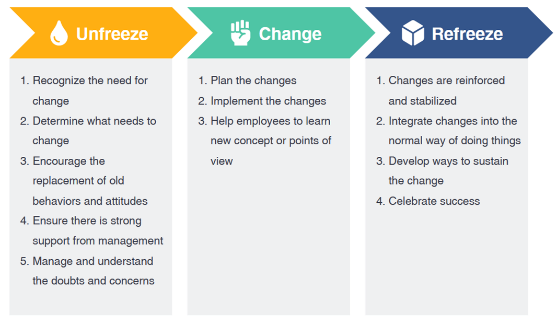 Unfreeze
1. Recognize the need for
change
2. Determine what needs to
change
3. Encourage the
replacement of old
behaviors and attitudes
4. Ensure there is strong
support from management
5. Manage and understand
the doubts and concerns
Change
1. Plan the changes
2. Implement the changes
3. Help employees to learn
new concept or points of
view
Refreeze
1. Changes are reinforced
and stabilized
2. Integrate changes into the
normal way of doing things
3. Develop ways to sustain
the change
4. Celebrate success